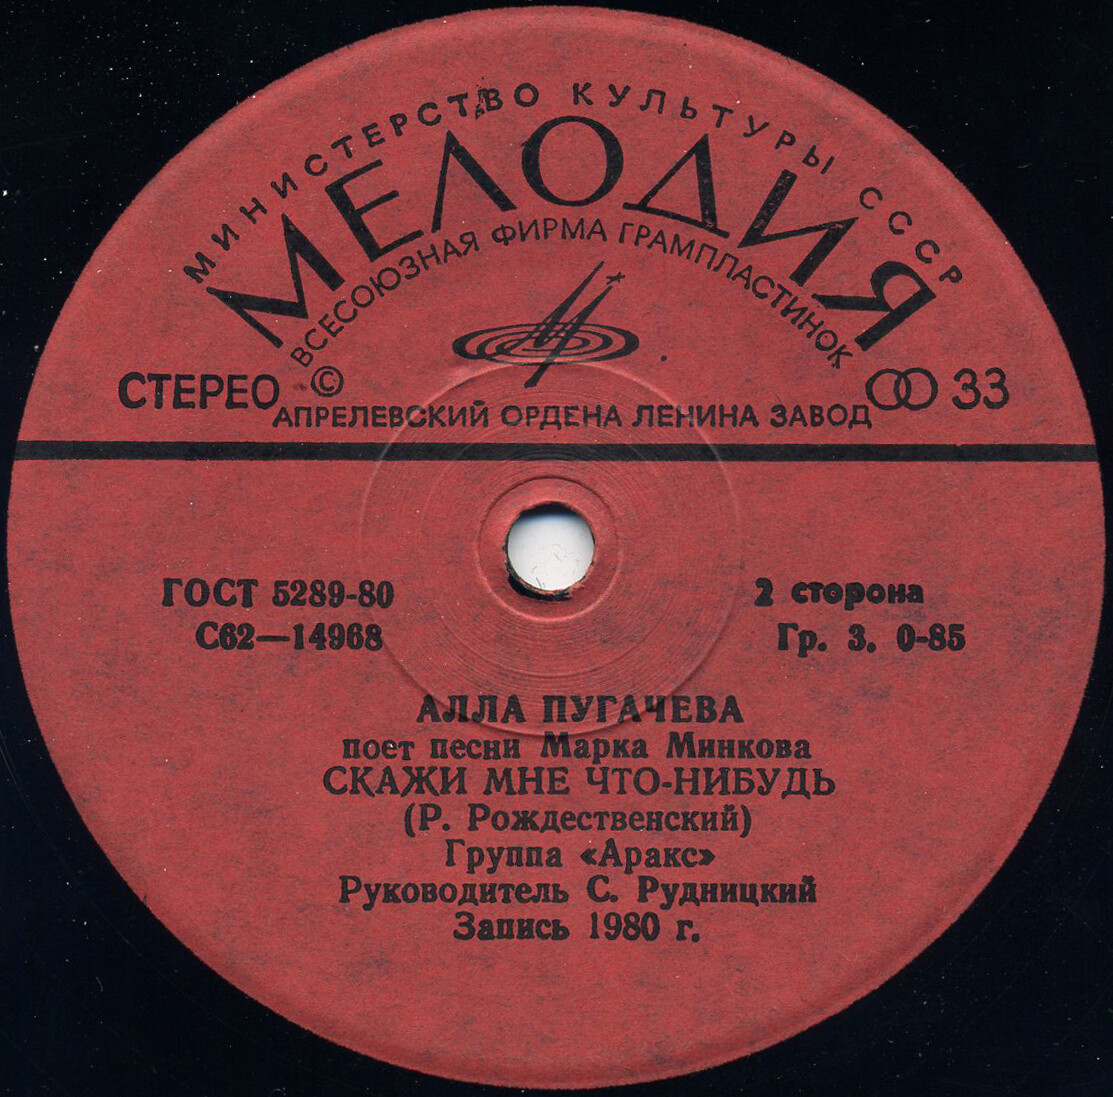 МИНИСТЕРСТВО КУЛЬТУРЫ СССР
МЕЛОДИЯ
ВСЕСОЮЗНАЯ ФИРМА ГРАМПЛАСТИНОК
СТЕРЕО © 33
АПРЕЛЕВСКИЙ ОРДЕНА ЛЕНИНА ЗАВОД
ГОСТ 5289-80
С62—14968
2 сторона
Гр. 3. 0-85
АЛЛА ПУГАЧЕВА
поет песни Марка Минкова
СКАЖИ МНЕ ЧТО-НИБУДЬ
(Р. Рождественский)
Группа «Аракс»
Руководитель С. Рудницкий
Запись 1980 г.